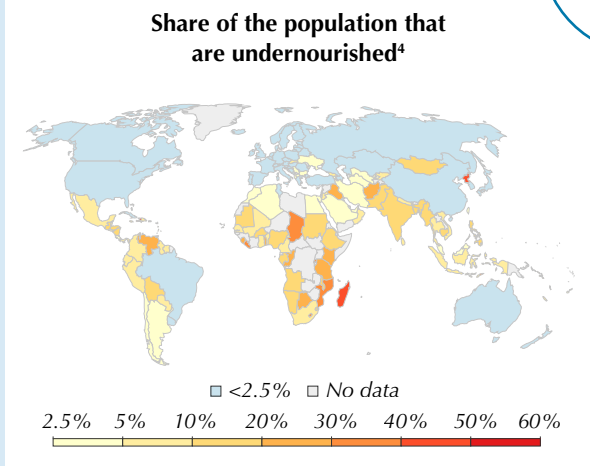 Share of the population that
are undernourished⁴
<2.5% No data
2.5% 5% 10% 20% 30% 40% 50% 60%